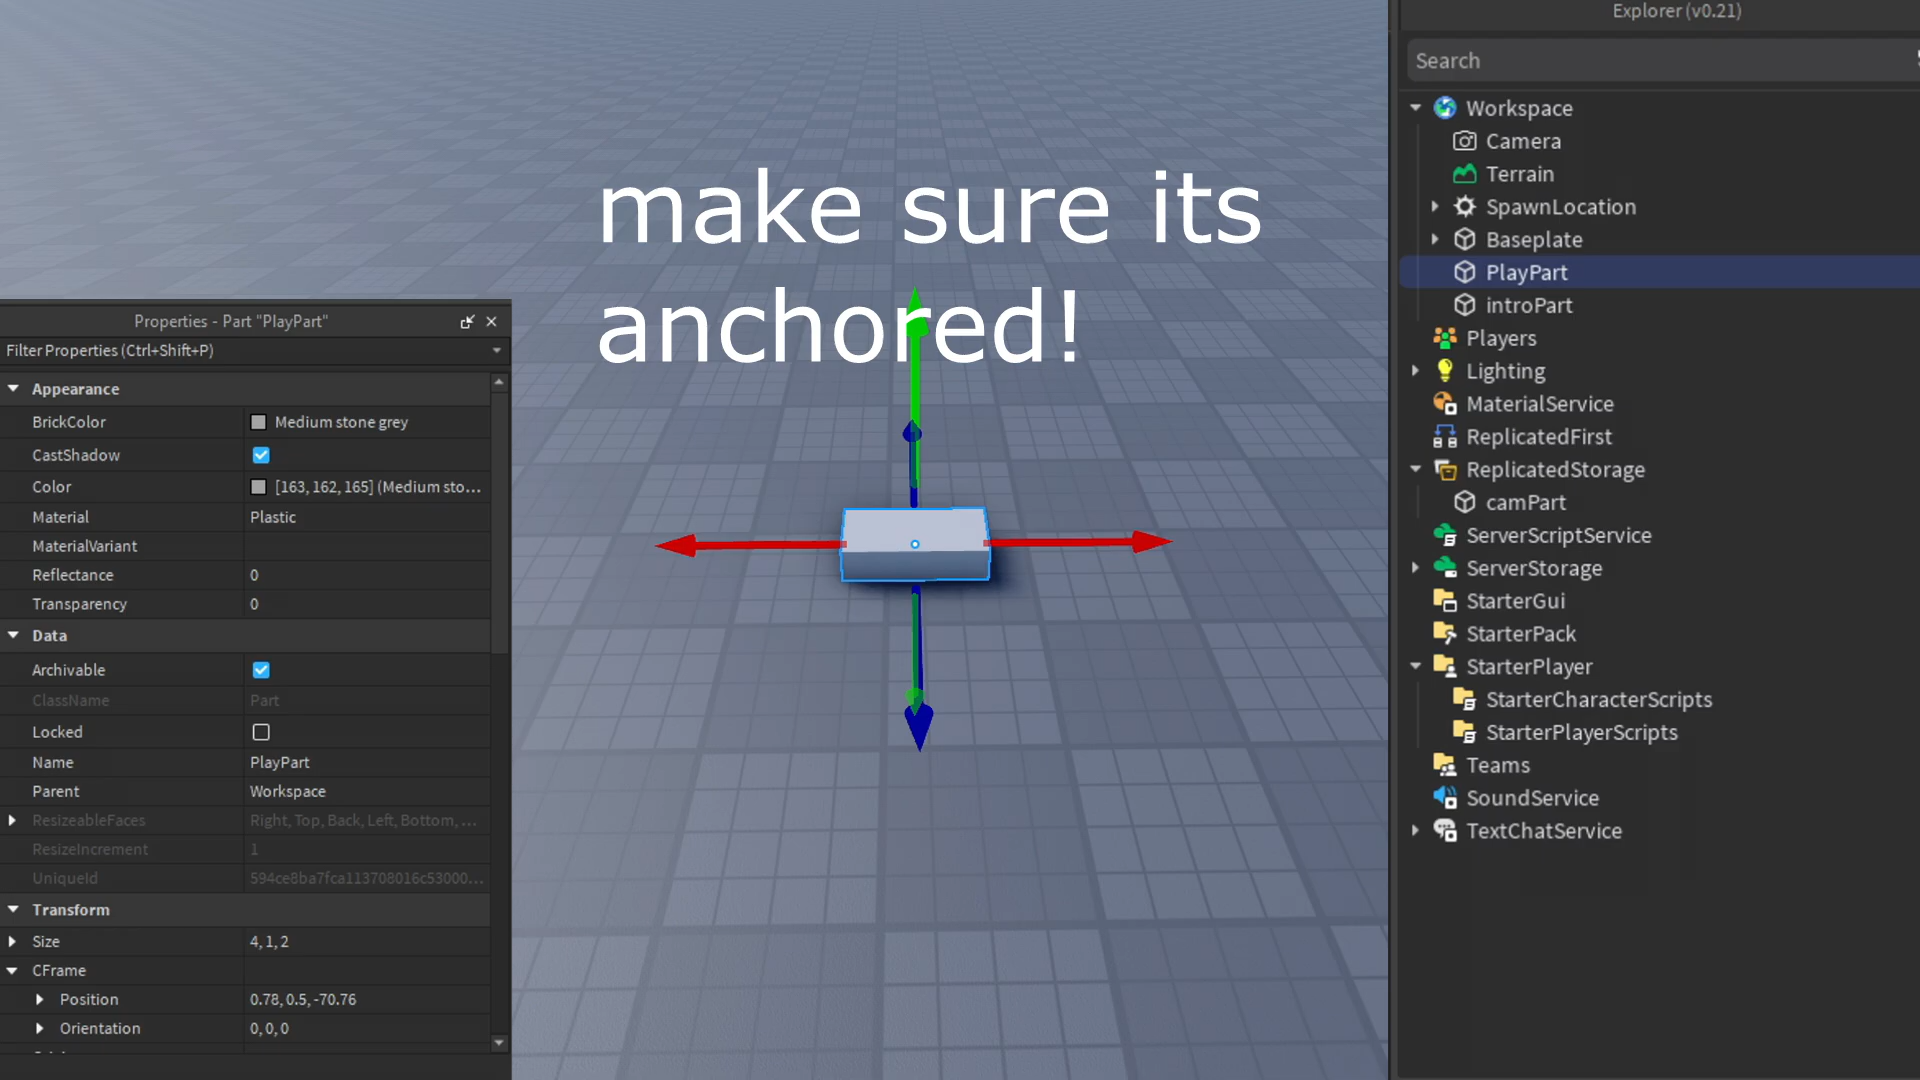 Explorer (v0.21)
Search
Workspace
Camera
Terrain
SpawnLocation
Baseplate
PlayPart
introPart
Players
Lighting
MaterialService
ReplicatedFirst
ReplicatedStorage
camPart
ServerScriptService
ServerStorage
StarterGui
StarterPack
StarterPlayer
StarterCharacterScripts
StarterPlayerScripts
Teams
SoundService
TextChatService
make sure its
anchored!
Properties - Part "PlayPart"
Filter Properties (Ctrl+Shift+P)
Appearance
BrickColor Medium stone grey
CastShadow
Color [163, 162, 165] (Medium sto...
Material Plastic
MaterialVariant
Reflectance 0
Transparency 0
Data
Archivable
ClassName Part
Locked
Name PlayPart
Parent Workspace
ResizeableFaces Right, Top, Back, Left, Bottom, ...
ResizeIncrement 1
UniqueId 594ce8ba7fca113708016c53000...
Transform
Size 4, 1, 2
CFrame
Position 0.78, 0.5, -70.76
Orientation 0, 0, 0